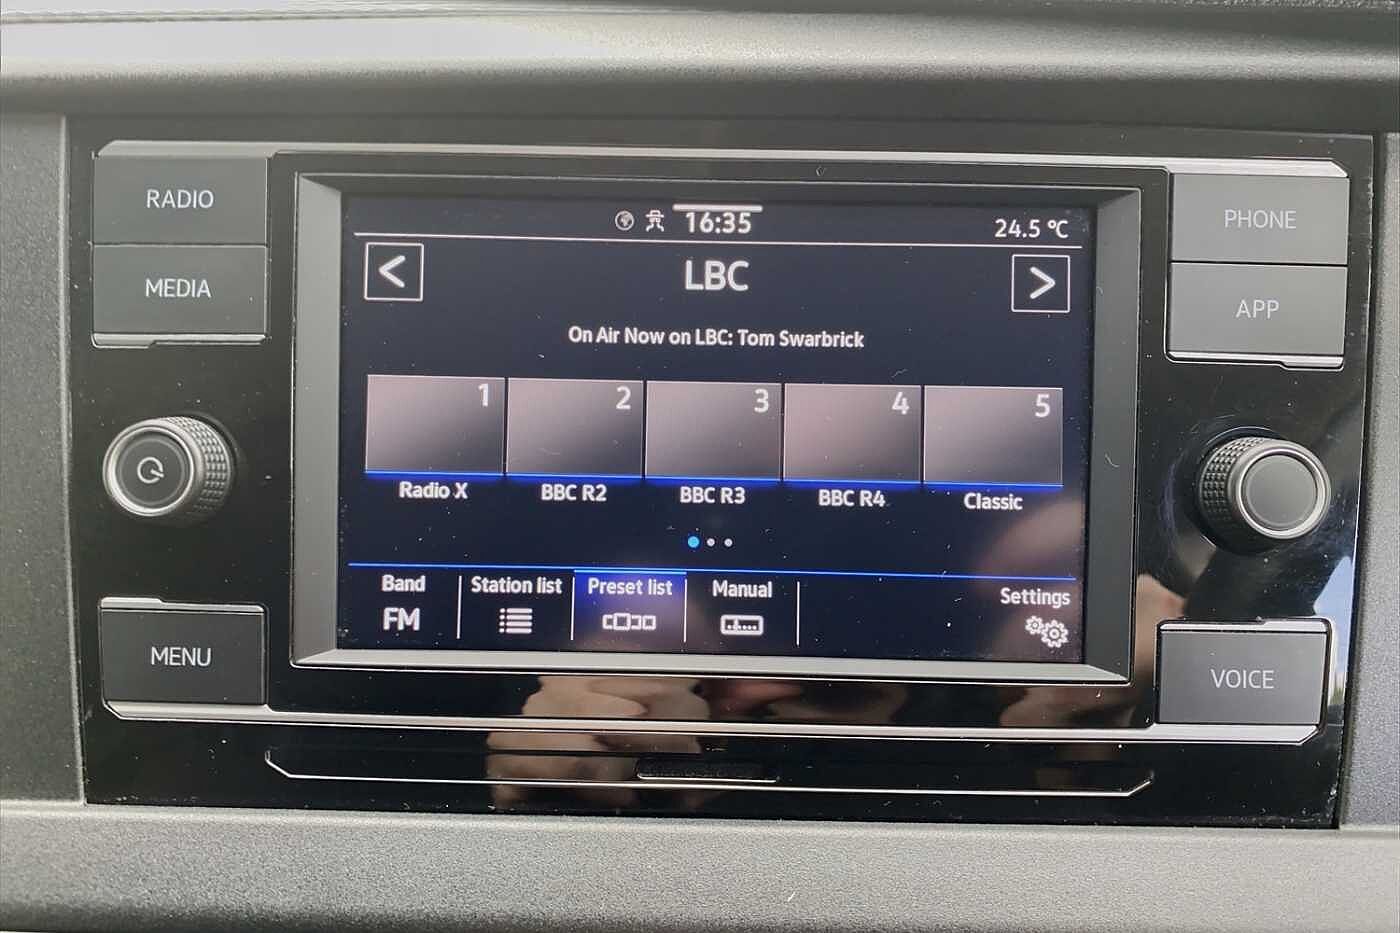 RADIO
MEDIA
MENU
PHONE
APP
VOICE
16:35
24.5 °C
<
LBC
>
On Air Now on LBC: Tom Swarbrick
1 2 3 4 5
Radio X BBC R2 BBC R3 BBC R4 Classic
Band Station list Preset list Manual Settings
FM